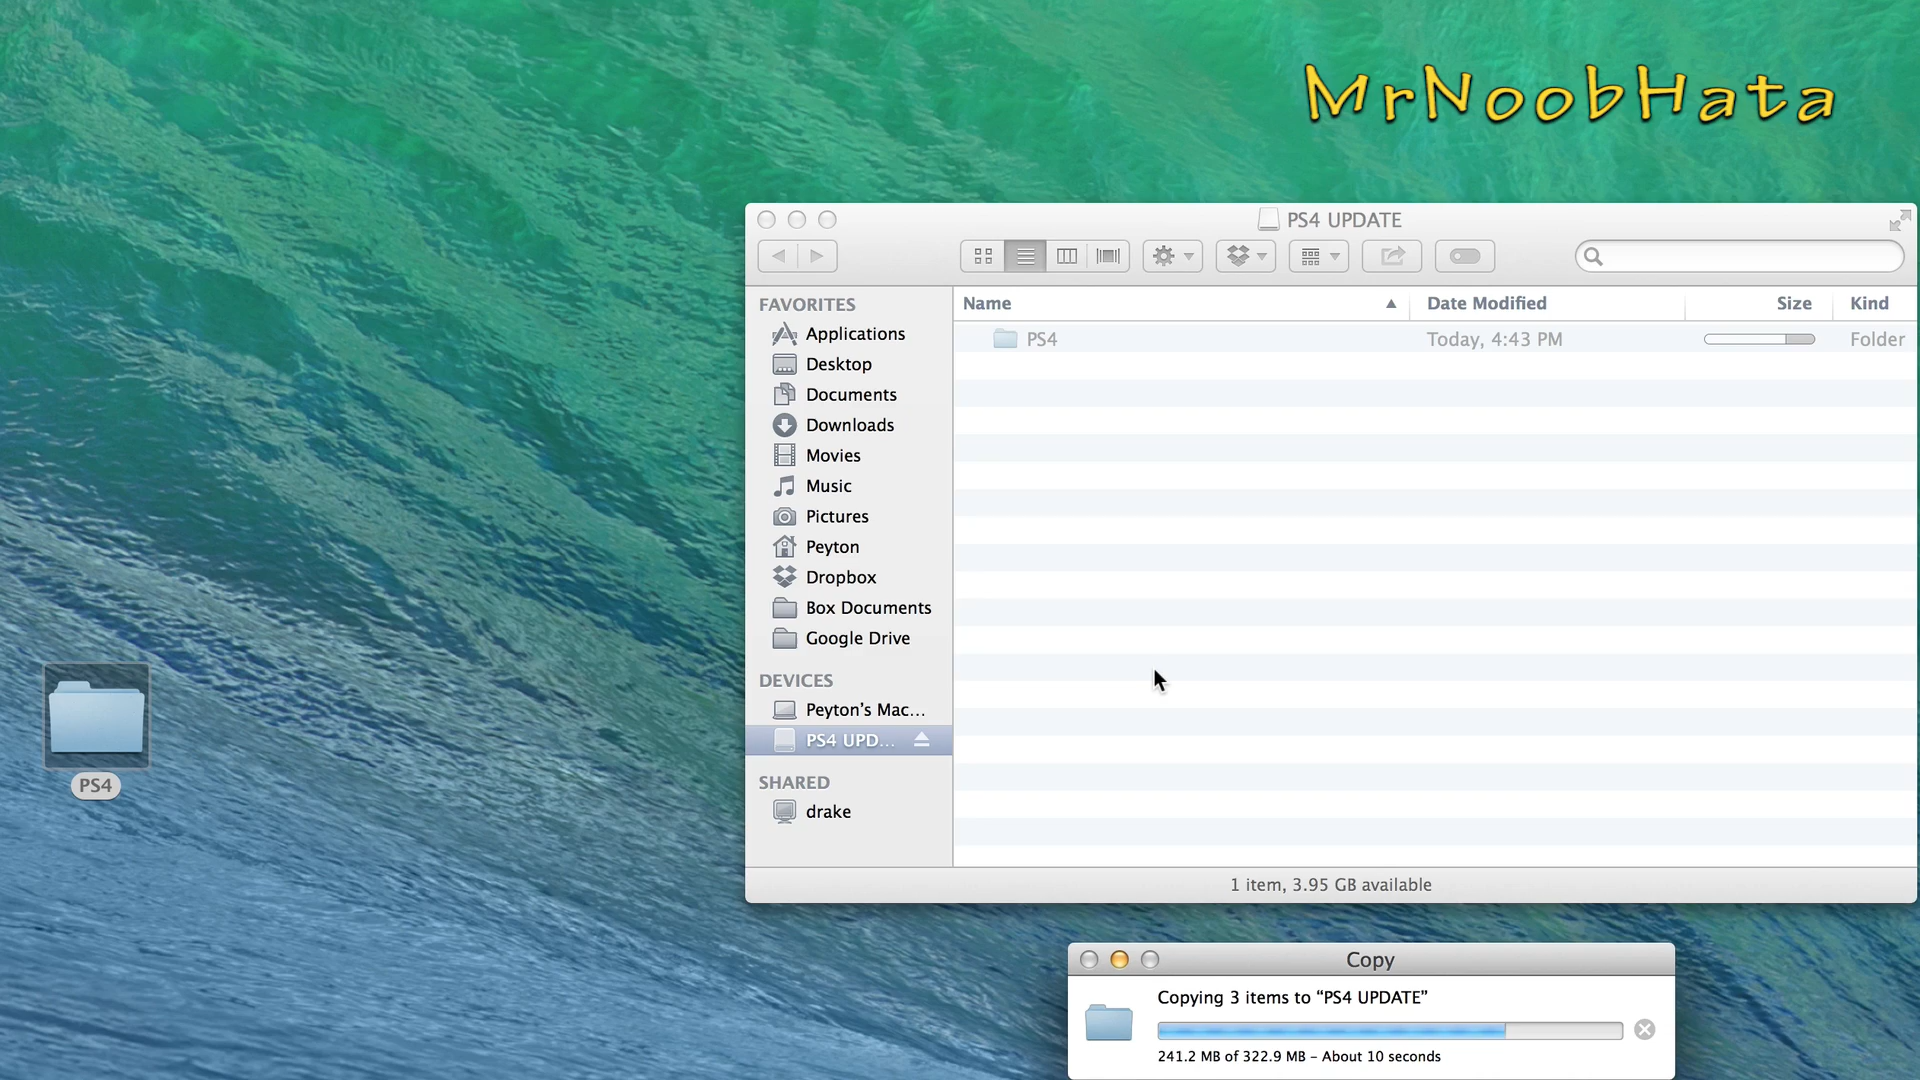 MrNoobHata
PS4 UPDATE
FAVORITES
Applications
Desktop
Documents
Downloads
Movies
Music
Pictures
Peyton
Dropbox
Box Documents
Google Drive
DEVICES
Peyton's Mac...
PS4 UPD...
SHARED
drake
Name Date Modified Size Kind
PS4 Today, 4:43 PM Folder
1 item, 3.95 GB available
PS4
Copy
Copying 3 items to “PS4 UPDATE”
241.2 MB of 322.9 MB – About 10 seconds